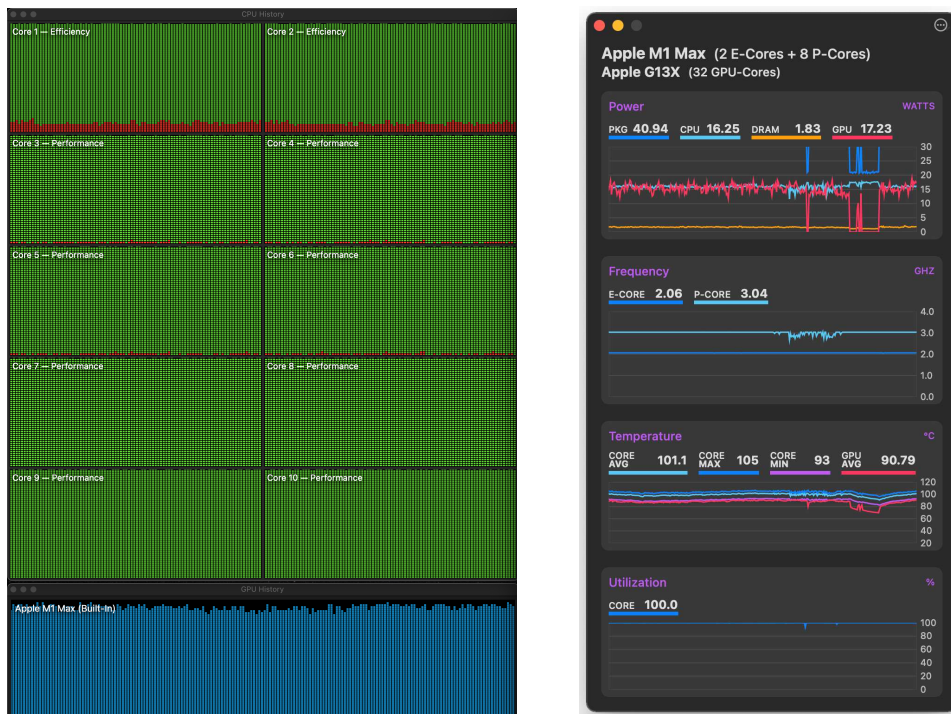 CPU History
Core 1 — Efficiency
Core 2 — Efficiency
Core 3 — Performance
Core 4 — Performance
Core 5 — Performance
Core 6 — Performance
Core 7 — Performance
Core 8 — Performance
Core 9 — Performance
Core 10 — Performance
GPU History
Apple M1 Max (Built-In)
Apple M1 Max (2 E-Cores + 8 P-Cores)
Apple G13X (32 GPU-Cores)
Power WATTS
PKG 40.94 CPU 16.25 DRAM 1.83 GPU 17.23
30
25
20
15
10
5
0
Frequency GHZ
E-CORE 2.06 P-CORE 3.04
4.0
3.0
2.0
1.0
0.0
Temperature °C
CORE AVG 101.1 CORE MAX 105 CORE MIN 93 GPU AVG 90.79
120
100
80
60
40
20
Utilization %
CORE 100.0
100
80
60
40
20
0